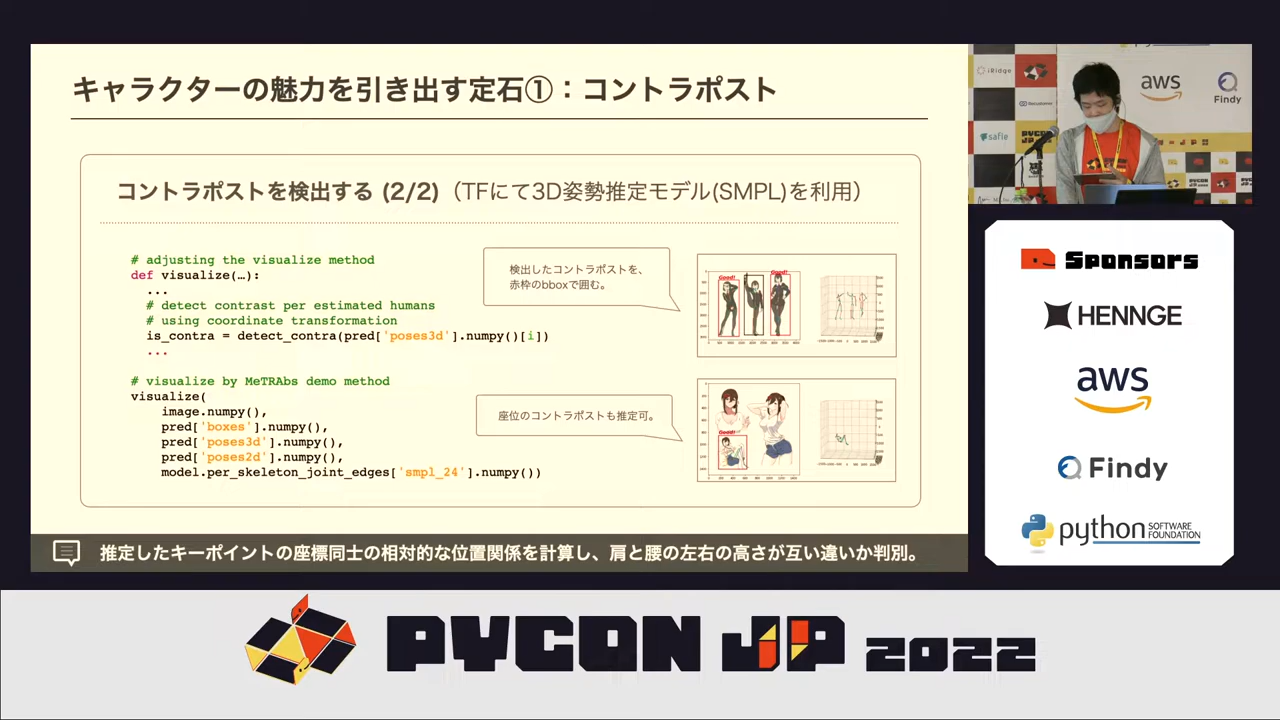 キャラクターの魅力を引き出す定石①：コントラポスト
コントラポストを検出する (2/2)（TFにて3D姿勢推定モデル(SMPL)を利用）
# adjusting the visualize method
def visualize(…):
...
# detect contrast per estimated humans
# using coordinate transformation
is_contra = detect_contra(pred['poses3d'].numpy()[i])
...
# visualize by MeTRAbs demo method
visualize(
image.numpy(),
pred['boxes'].numpy(),
pred['poses3d'].numpy(),
pred['poses2d'].numpy(),
model.per_skeleton_joint_edges['smpl_24'].numpy())
検出したコントラポストを、
赤枠のbboxで囲む。
Good!
Good!
座位のコントラポストも推定可。
Good!
推定したキーポイントの座標同士の相対的な位置関係を計算し、肩と腰の左右の高さが互い違いか判別。
iRidge
aws
Findy
safie
PYCON
Sponsors
HENNGE
aws
Findy
python SOFTWARE FOUNDATION
PYCON JP 2022